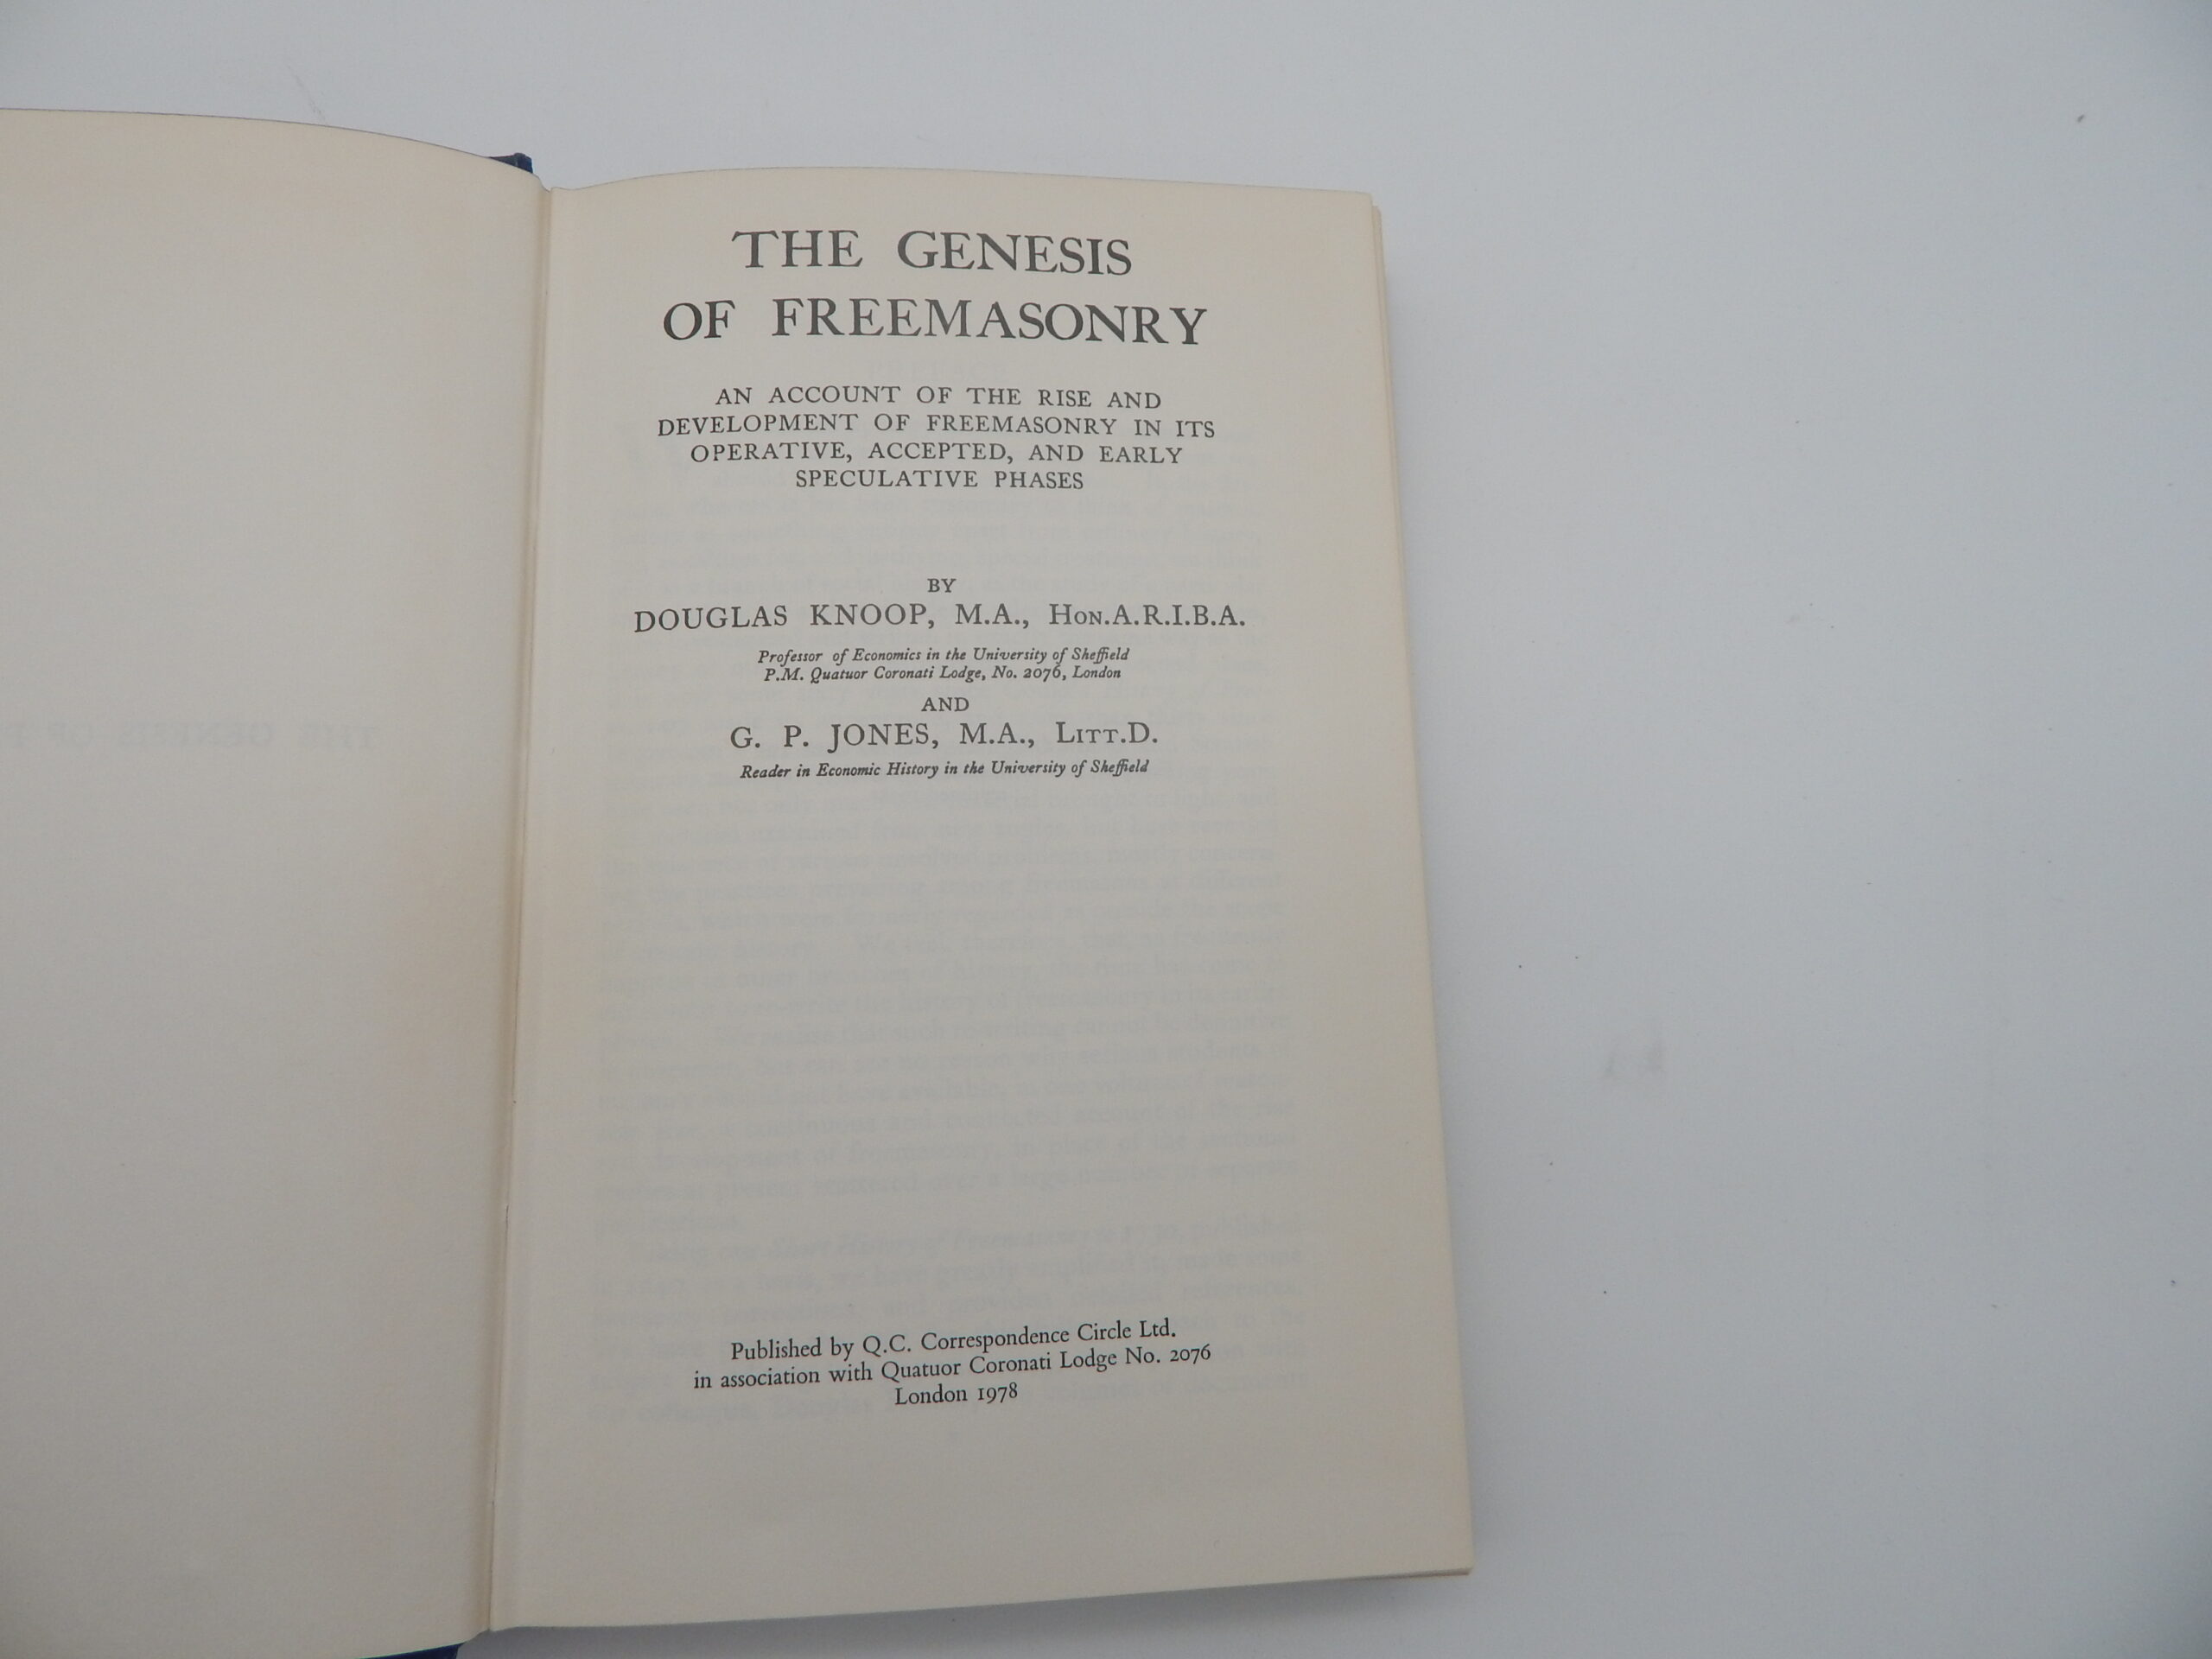 THE GENESIS
OF FREEMASONRY
AN ACCOUNT OF THE RISE AND
DEVELOPMENT OF FREEMASONRY IN ITS
OPERATIVE, ACCEPTED, AND EARLY
SPECULATIVE PHASES
BY
DOUGLAS KNOOP, M.A., HON.A.R.I.B.A.
Professor of Economics in the University of Sheffield
P.M. Quatuor Coronati Lodge, No. 2076, London
AND
G. P. JONES, M.A., LITT.D.
Reader in Economic History in the University of Sheffield
Published by Q.C. Correspondence Circle Ltd.
in association with Quatuor Coronati Lodge No. 2076
London 1978